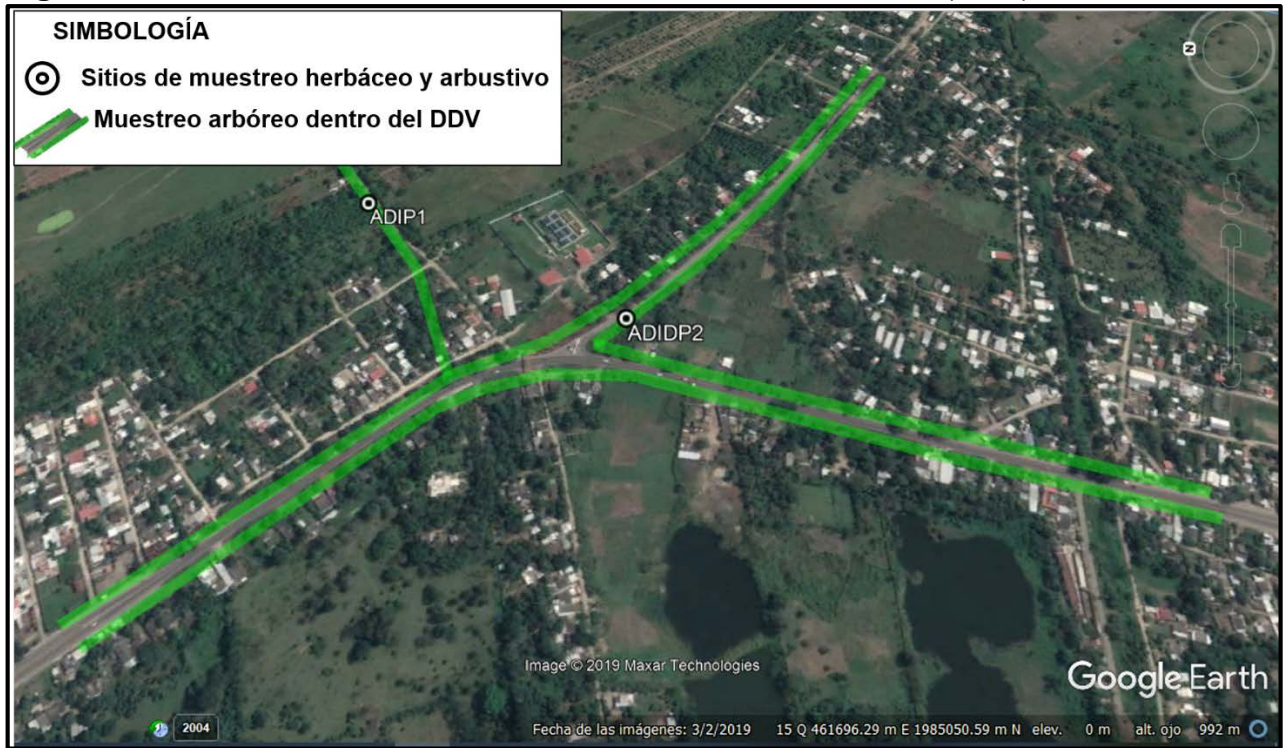 SIMBOLOGÍA
Sitios de muestreo herbáceo y arbustivo
Muestreo arbóreo dentro del DDV
N
ADIP1
ADIDP2
Image © 2019 Maxar Technologies
Google Earth
2004
Fecha de las imágenes: 3/2/2019 15 Q 461696.29 m E 1985050.59 m N elev. 0 m alt. ojo 992 m